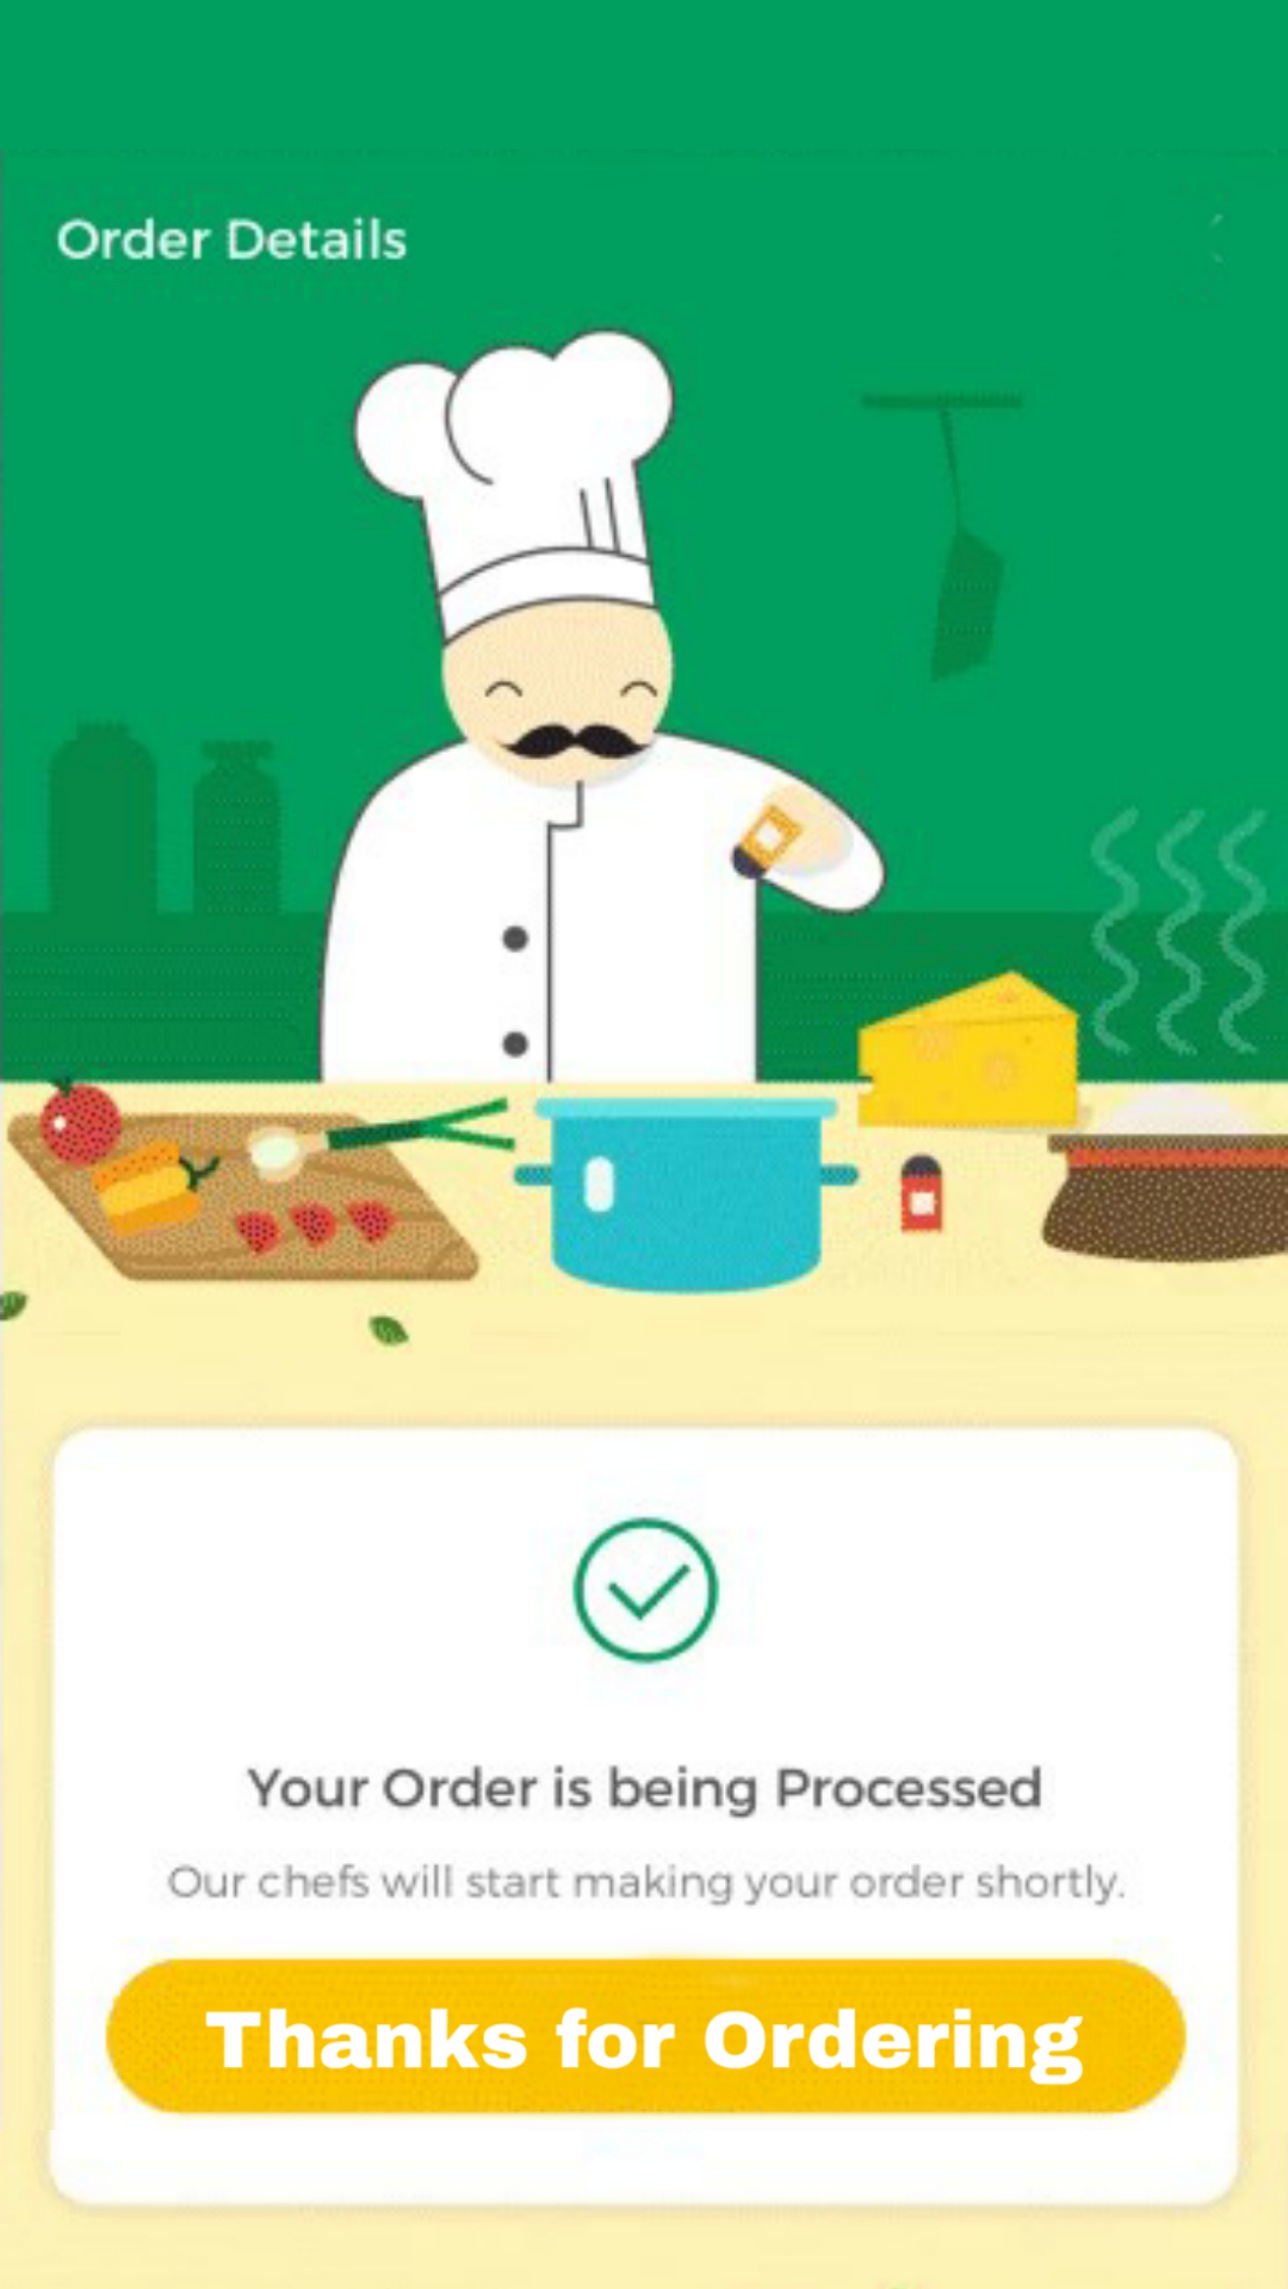 Order Details
Your Order is being Processed
Our chefs will start making your order shortly.
Thanks for Ordering